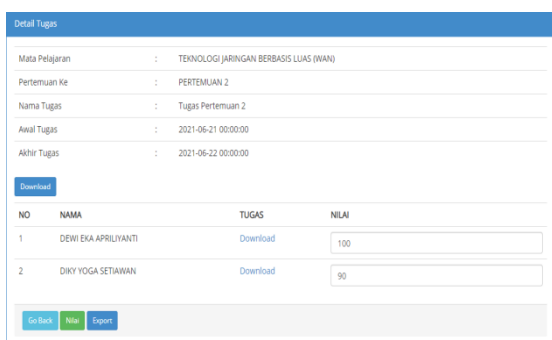 Detail Tugas
Mata Pelajaran : TEKNOLOGI JARINGAN BERBASIS LUAS (WAN)
Pertemuan Ke : PERTEMUAN 2
Nama Tugas : Tugas Pertemuan 2
Awal Tugas : 2021-06-21 00:00:00
Akhir Tugas : 2021-06-22 00:00:00
Download
NO NAMA TUGAS NILAI
1 DEWI EKA APRILIYANTI Download 100
2 DIKY YOGA SETIAWAN Download 90
Go Back Nilai Export